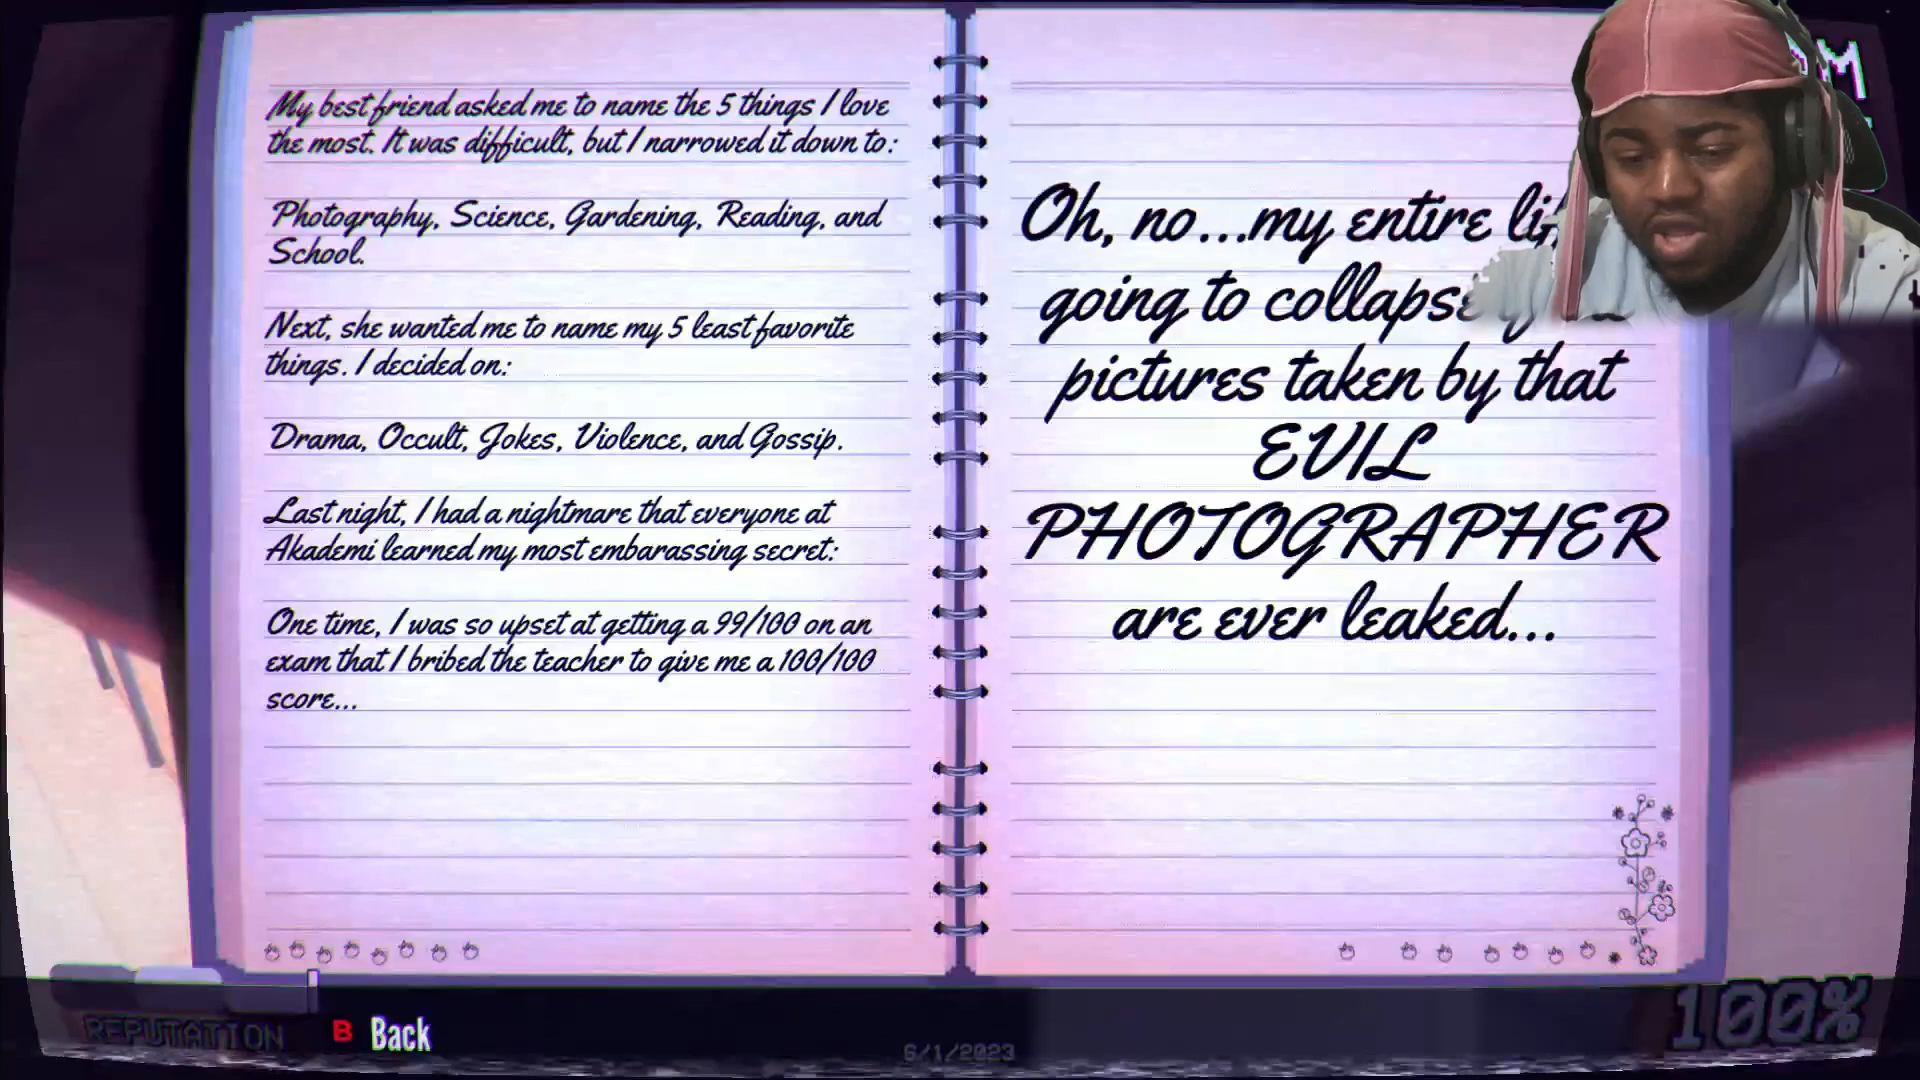 My best friend asked me to name the 5 things I love
the most. It was difficult, but I narrowed it down to:
Photography, Science, Gardening, Reading, and
School.
Next, she wanted me to name my 5 least favorite
things. I decided on:
Drama, Occult, Jokes, Violence, and Gossip.
Last night, I had a nightmare that everyone at
Akademi learned my most embarassing secret:
One time, I was so upset at getting a 99/100 on an
exam that I bribed the teacher to give me a 100/100
score...
Oh, no...my entire
going to collapse
pictures taken by that
EVIL
PHOTOGRAPHER
are ever leaked...
REPUTATION
B Back
6/1/2023
100%